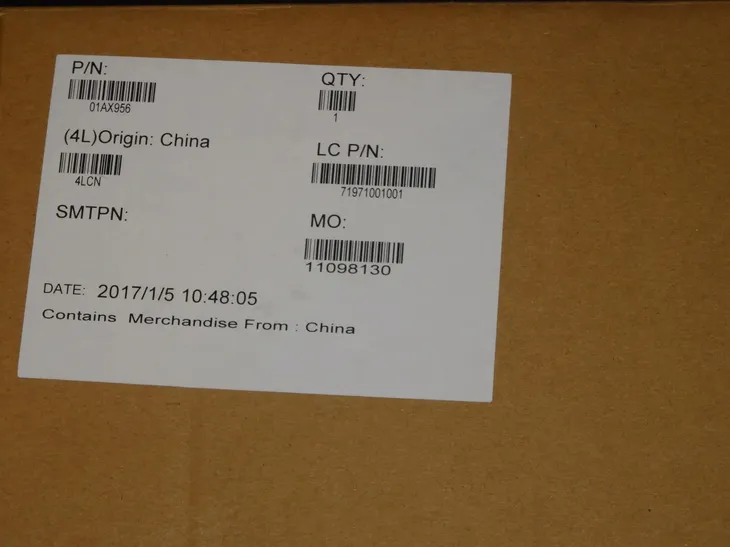 P/N:
01AX956
QTY:
1
(4L)Origin: China
4LCN
LC P/N:
71971001001
SMTPN:
MO:
11098130
DATE: 2017/1/5 10:48:05
Contains Merchandise From : China